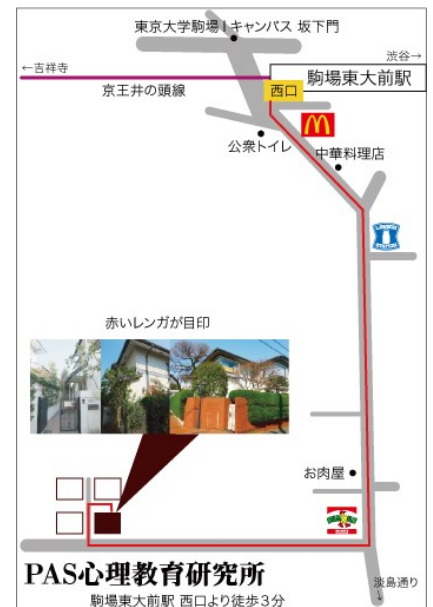 東京大学駒場Iキャンパス 坂下門
渋谷→
←吉祥寺
駒場東大前駅
京王井の頭線
西口
公衆トイレ
中華料理店
赤いレンガが目印
お肉屋
PAS心理教育研究所
淡島通り
↓
駒場東大前駅 西口より徒歩3分